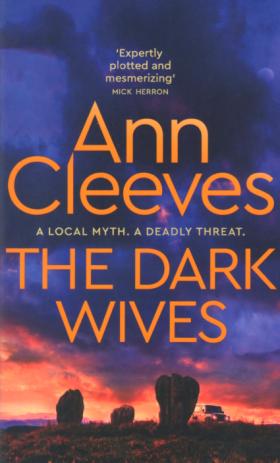 ‘Expertly
plotted and
mesmerizing’
MICK HERRON
Ann
Cleeves
A LOCAL MYTH. A DEADLY THREAT.
THE DARK
WIVES